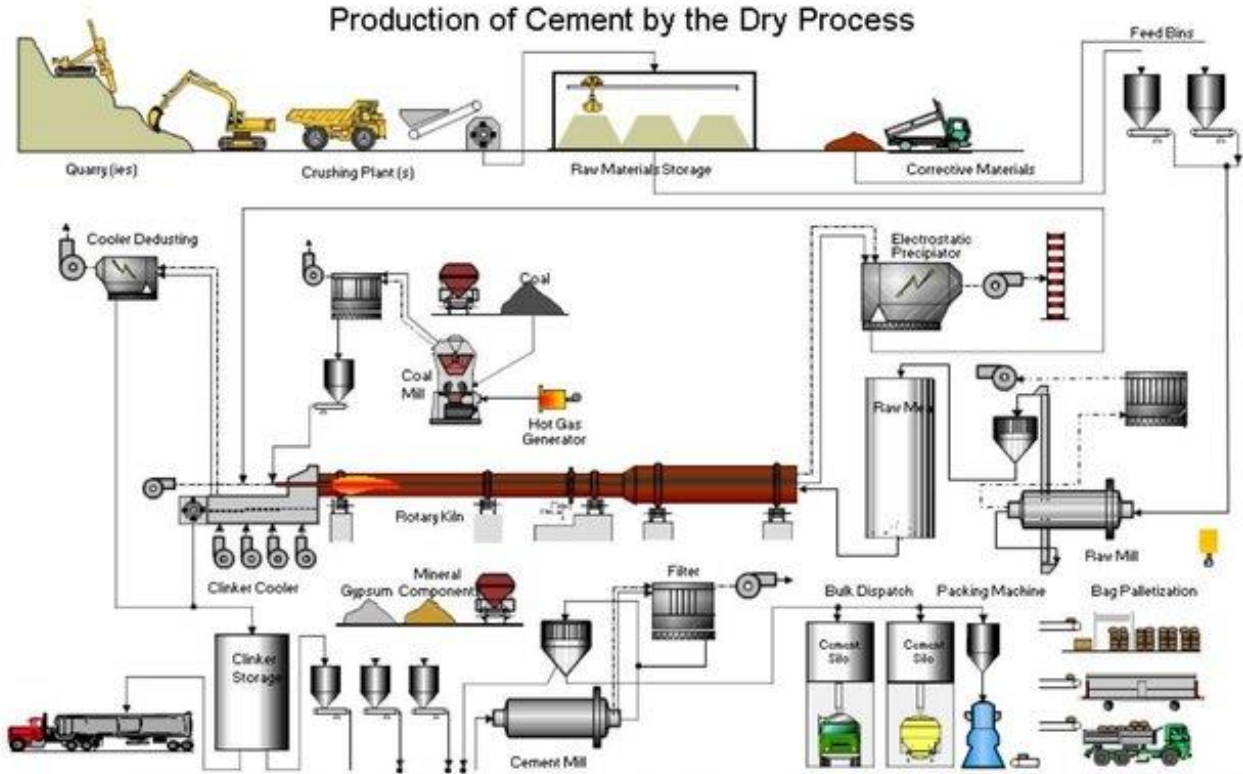 Production of Cement by the Dry Process
Feed Bins
Quarry (ies)
Crushing Plant (s)
Raw Materials Storage
Corrective Materials
Cooler Dedusting
Coal
Electrostatic
Precipiator
Coal
Mill
Hot Gas
Generator
Raw Mea
Rotary Kiln
Raw Mill
Clinker Cooler
Gypsum
Mineral
Components
Filter
Bulk Dispatch
Packing Machine
Bag Palletization
Clinker
Storage
Cement
Silo
Cement
Silo
Cement Mill